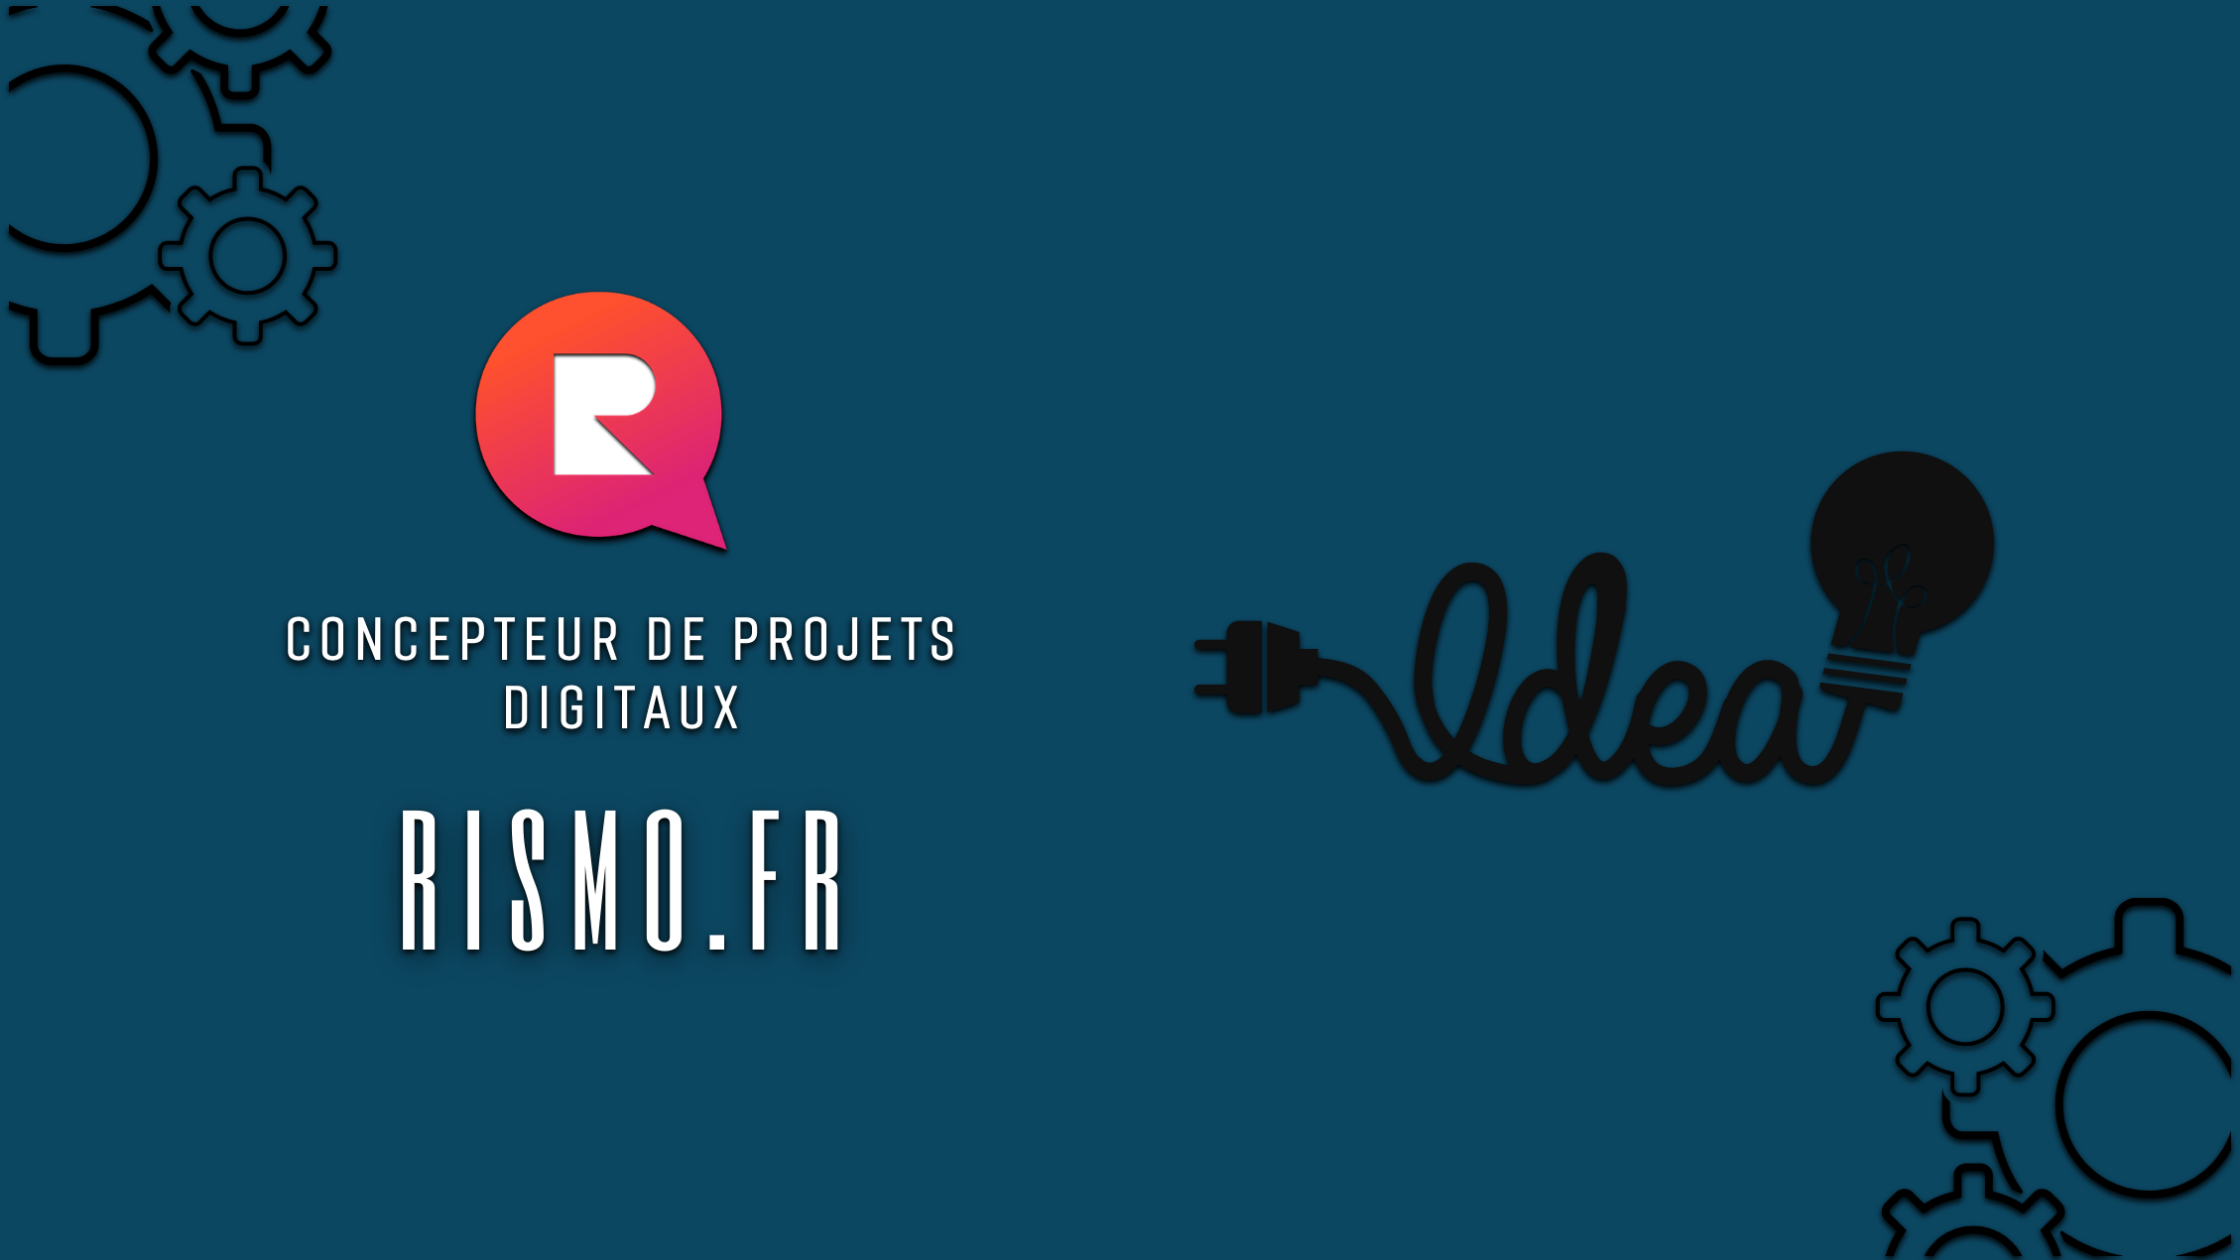 R
CONCEPTEUR DE PROJETS
DIGITAUX
RISMO.FR
Idea